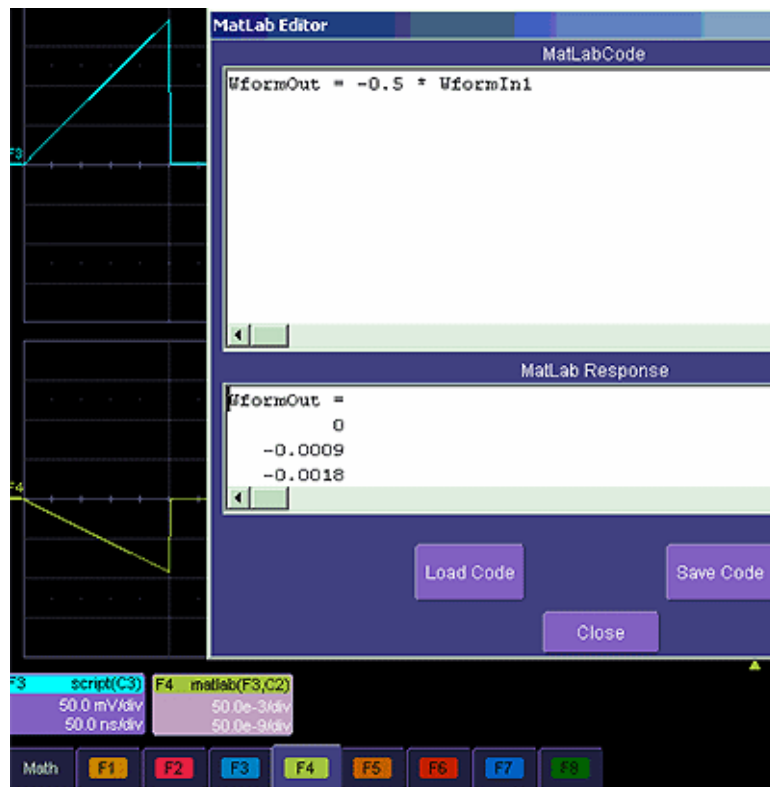 MatLab Editor
MatLabCode
WformOut = -0.5 * WformIn1
F3
MatLab Response
WformOut =
0
-0.0009
-0.0018
F4
Load Code
Save Code
Close
F3 script(C3)
50.0 mV/div
50.0 ns/div
F4 matlab(F3,C2)
50.0e-3/div
50.0e-9/div
Math F1 F2 F3 F4 F5 F6 F7 F8